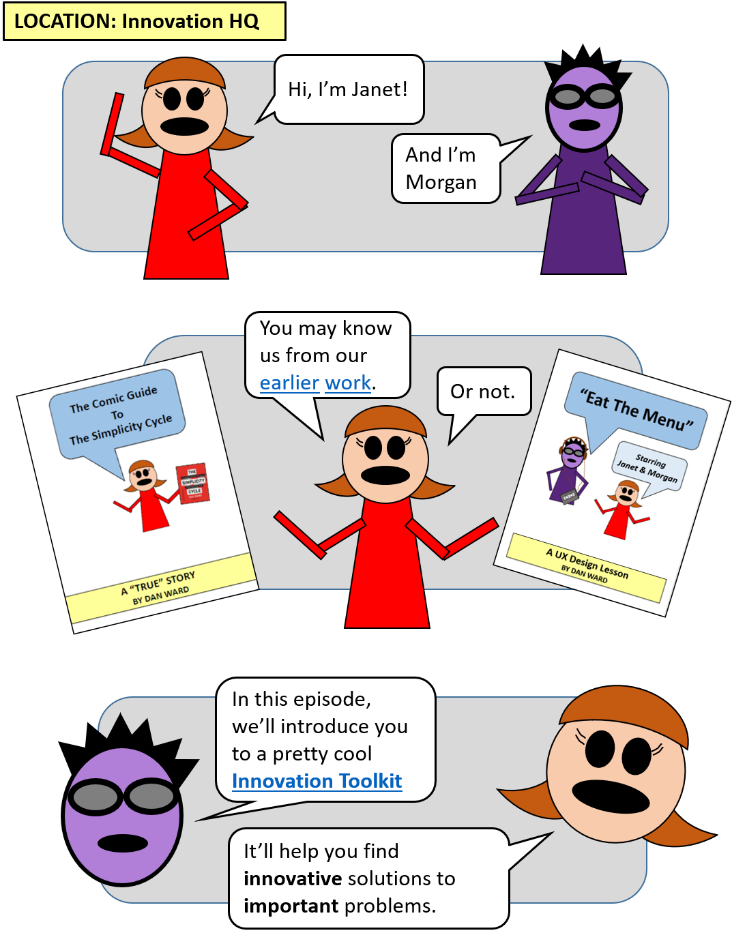 LOCATION: Innovation HQ
Hi, I'm Janet!
And I'm
Morgan
You may know
us from our
earlier work.
Or not.
The Comic Guide
To
The Simplicity Cycle
THE
SIMPLICITY
CYCLE
A "TRUE" STORY
BY DAN WARD
"Eat The Menu"
Starring
Janet & Morgan
A UX Design Lesson
BY DAN WARD
In this episode,
we'll introduce you
to a pretty cool
Innovation Toolkit
It'll help you find
innovative solutions to
important problems.